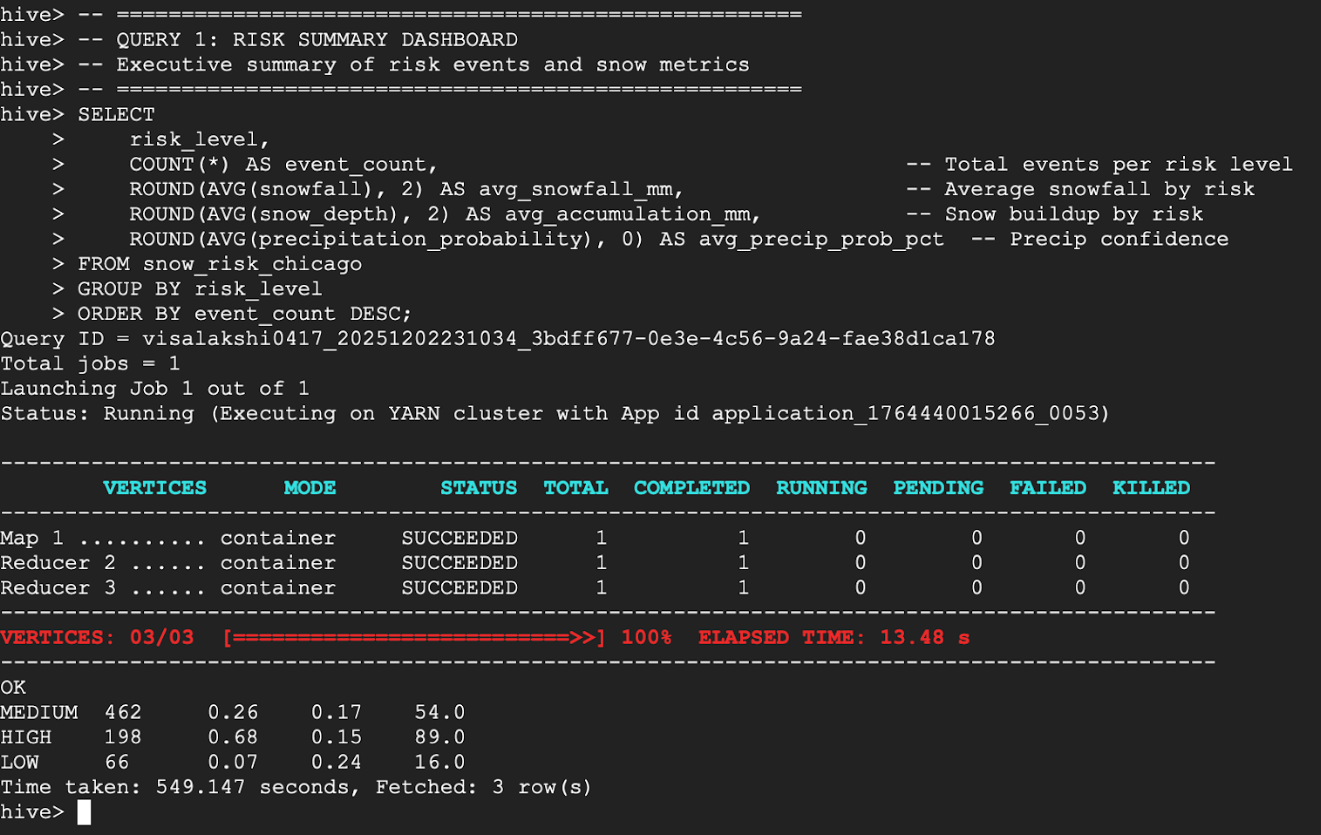 hive> -- =====================================================
hive> -- QUERY 1: RISK SUMMARY DASHBOARD
hive> -- Executive summary of risk events and snow metrics
hive> -- =====================================================
hive> SELECT
    >     risk_level,
    >     COUNT(*) AS event_count,                                    -- Total events per risk level
    >     ROUND(AVG(snowfall), 2) AS avg_snowfall_mm,                 -- Average snowfall by risk
    >     ROUND(AVG(snow_depth), 2) AS avg_accumulation_mm,           -- Snow buildup by risk
    >     ROUND(AVG(precipitation_probability), 0) AS avg_precip_prob_pct  -- Precip confidence
    > FROM snow_risk_chicago
    > GROUP BY risk_level
    > ORDER BY event_count DESC;
Query ID = visalakshi0417_20251202231034_3bdff677-0e3e-4c56-9a24-fae38d1ca178
Total jobs = 1
Launching Job 1 out of 1
Status: Running (Executing on YARN cluster with App id application_1764440015266_0053)
----------------------------------------------------------------------------------------------
        VERTICES      MODE        STATUS  TOTAL  COMPLETED  RUNNING  PENDING  FAILED  KILLED
----------------------------------------------------------------------------------------------
Map 1 .......... container     SUCCEEDED      1          1        0        0       0       0
Reducer 2 ...... container     SUCCEEDED      1          1        0        0       0       0
Reducer 3 ...... container     SUCCEEDED      1          1        0        0       0       0
----------------------------------------------------------------------------------------------
VERTICES: 03/03  [==========================>>] 100%  ELAPSED TIME: 13.48 s
----------------------------------------------------------------------------------------------
OK
MEDIUM  462     0.26    0.17    54.0
HIGH    198     0.68    0.15    89.0
LOW     66      0.07    0.24    16.0
Time taken: 549.147 seconds, Fetched: 3 row(s)
hive>